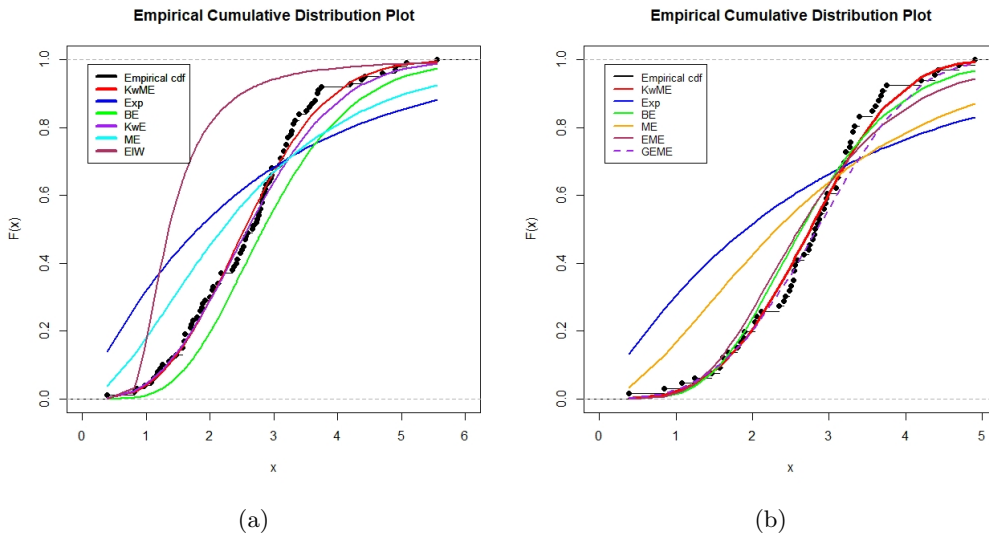 Empirical Cumulative Distribution Plot
F(x)
1.0
0.8
0.6
0.4
0.2
0.0
Empirical cdf
KwME
Exp
BE
KwE
ME
EIW
0 1 2 3 4 5 6
x
(a)
Empirical Cumulative Distribution Plot
F(x)
1.0
0.8
0.6
0.4
0.2
0.0
Empirical cdf
KwME
Exp
BE
ME
EME
GEME
0 1 2 3 4 5
x
(b)